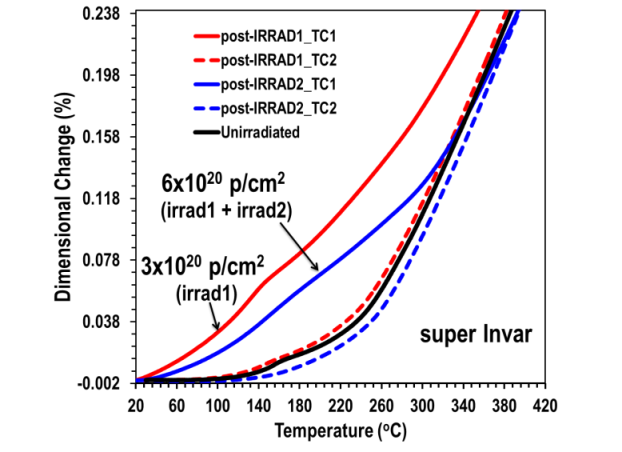 0.238
0.198
0.158
0.118
0.078
0.038
-0.002
Dimensional Change (%)
post-IRRAD1_TC1
post-IRRAD1_TC2
post-IRRAD2_TC1
post-IRRAD2_TC2
Unirradiated
6x10²⁰ p/cm²
(irrad1 + irrad2)
3x10²⁰ p/cm²
(irrad1)
super Invar
20 60 100 140 180 220 260 300 340 380 420
Temperature (ᵒC)